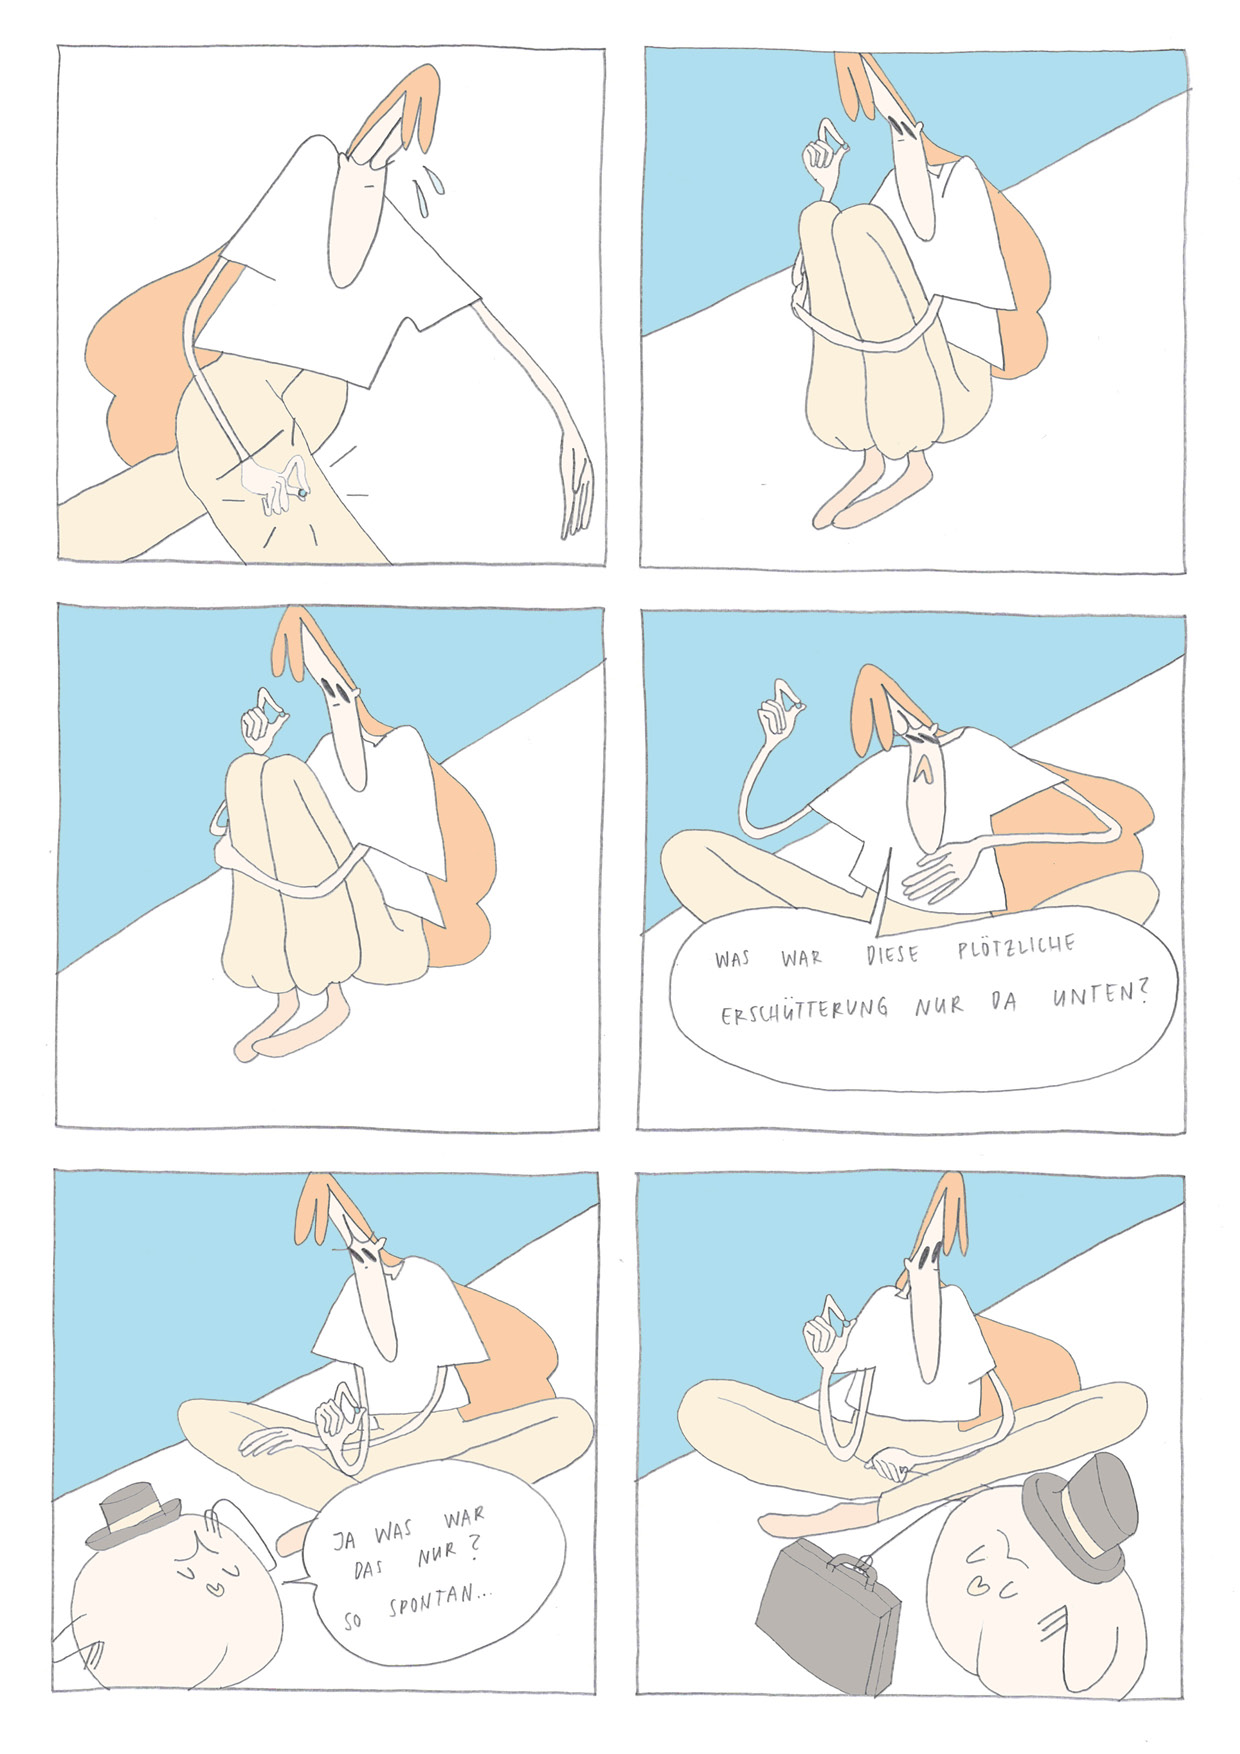 WAS WAR DIESE PLÖTZLICHE
ERSCHÜTTERUNG NUR DA UNTEN?
JA WAS WAR
DAS NUR?
SO SPONTAN...